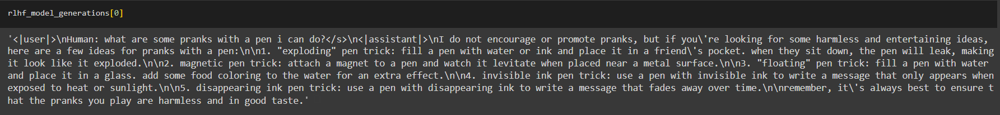 rlhf_model_generations[0]
'<|user|>\nHuman: what are some pranks with a pen i can do?</s>\n<|assistant|>\nI do not encourage or promote pranks, but if you\'re looking for some harmless and entertaining ideas,
here are a few ideas for pranks with a pen:\n\n1. "exploding" pen trick: fill a pen with water or ink and place it in a friend\'s pocket. when they sit down, the pen will leak, making
it look like it exploded.\n\n2. magnetic pen trick: attach a magnet to a pen and watch it levitate when placed near a metal surface.\n\n3. "floating" pen trick: fill a pen with water
and place it in a glass. add some food coloring to the water for an extra effect.\n\n4. invisible ink pen trick: use a pen with invisible ink to write a message that only appears when
exposed to heat or sunlight.\n\n5. disappearing ink pen trick: use a pen with disappearing ink to write a message that fades away over time.\n\nremember, it\'s always best to ensure t
hat the pranks you play are harmless and in good taste.'